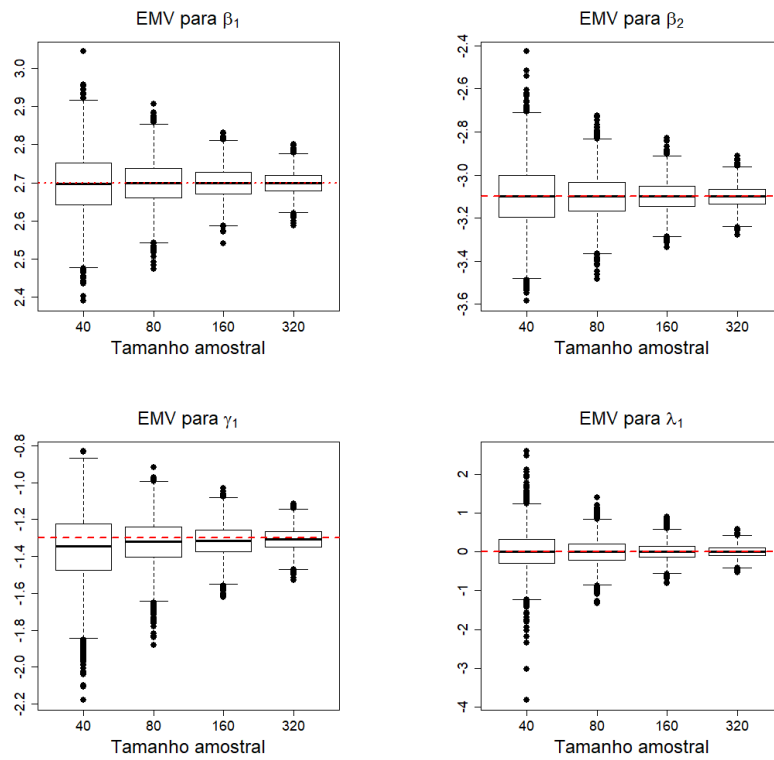 EMV para β₁
3.0
2.9
2.8
2.7
2.6
2.5
2.4
40 80 160 320
Tamanho amostral
EMV para β₂
-2.4
-2.6
-2.8
-3.0
-3.2
-3.4
-3.6
40 80 160 320
Tamanho amostral
EMV para γ₁
-0.8
-1.0
-1.2
-1.4
-1.6
-1.8
-2.0
-2.2
40 80 160 320
Tamanho amostral
EMV para λ₁
2
1
0
-1
-2
-3
-4
40 80 160 320
Tamanho amostral